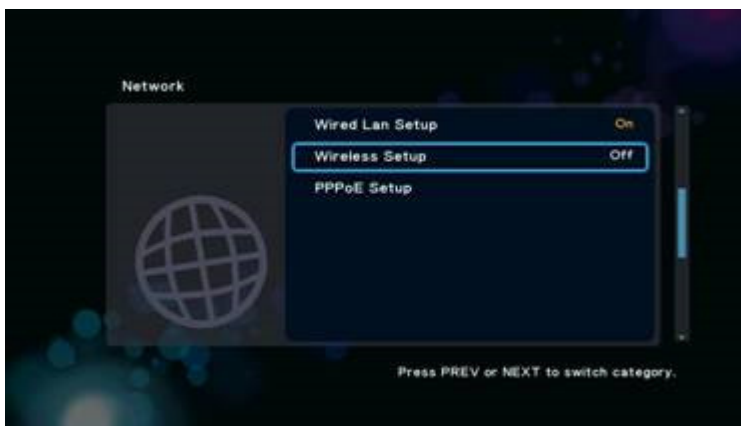 Network
Wired Lan Setup On
Wireless Setup Off
PPPoE Setup
Press PREV or NEXT to switch category.